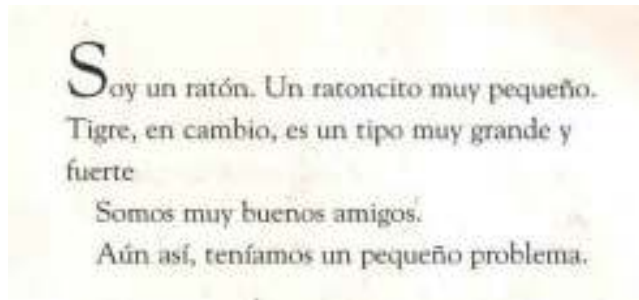 Soy un ratón. Un ratoncito muy pequeño.
Tigre, en cambio, es un tipo muy grande y
fuerte
Somos muy buenos amigos.
Aún así, teníamos un pequeño problema.